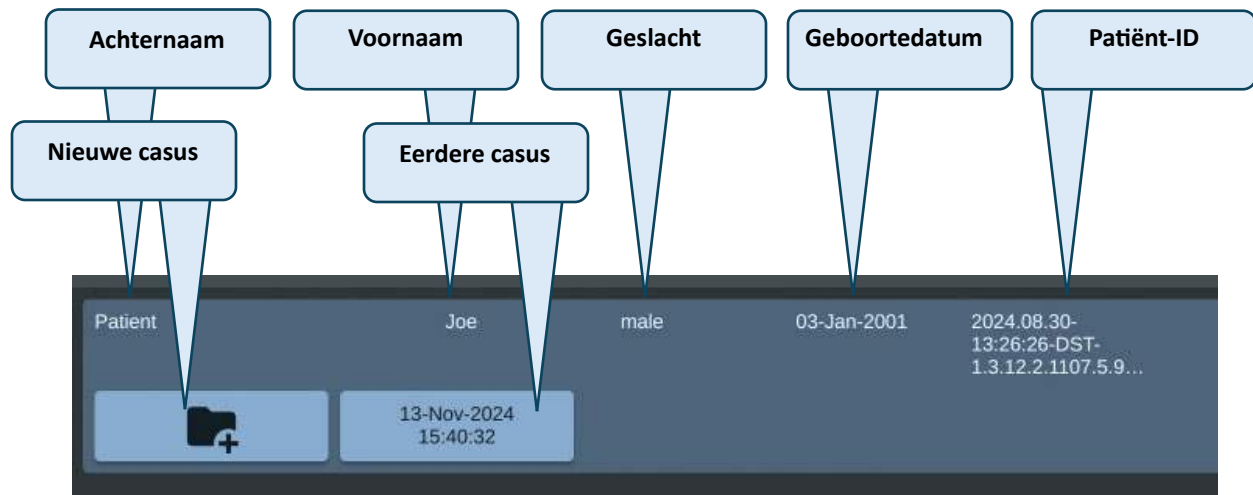 Achternaam
Voornaam
Geslacht
Geboortedatum
Patiënt-ID
Nieuwe casus
Eerdere casus
Patient
Joe
male
03-Jan-2001
2024.08.30-
13:26:26-DST-
1.3.12.2.1107.5.9…
13-Nov-2024
15:40:32